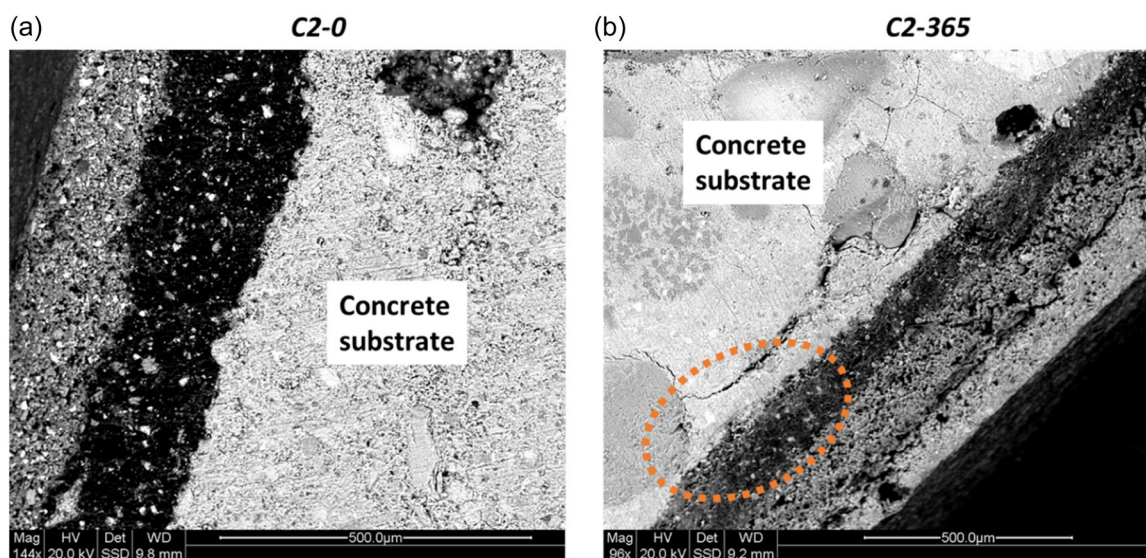 (a)
C2-0
(b)
C2-365
Concrete
substrate
Concrete
substrate
Mag HV Det WD
144x 20.0 kV SSD 9.8 mm
500.0µm
Mag HV Det WD
96x 20.0 kV SSD 9.2 mm
500.0µm